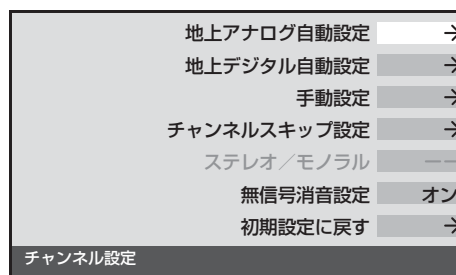 地上アナログ自動設定 →
地上デジタル自動設定 →
手動設定 →
チャンネルスキップ設定 →
ステレオ／モノラル ーー
無信号消音設定 オン
初期設定に戻す →
チャンネル設定